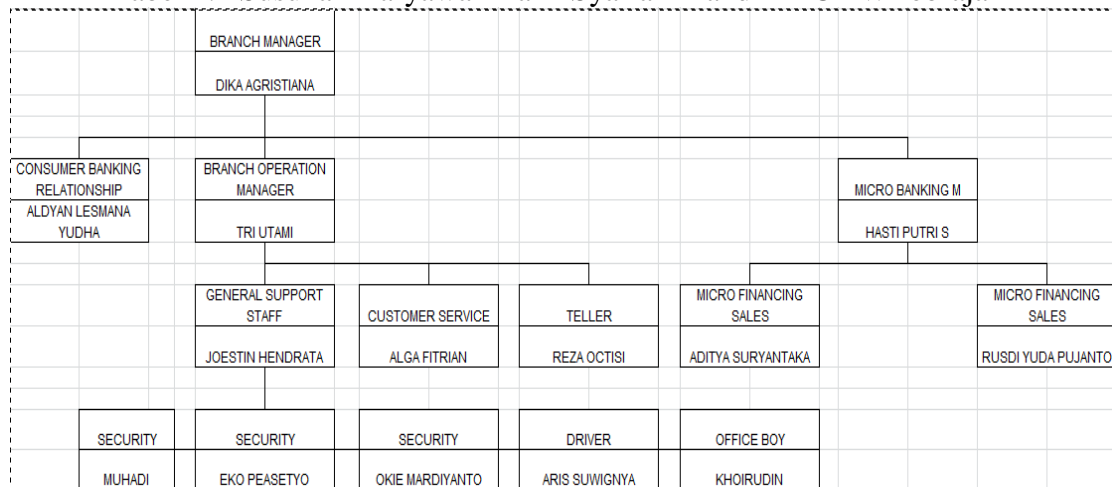 BRANCH MANAGER
DIKA AGRISTIANA
CONSUMER BANKING
RELATIONSHIP
ALDYAN LESMANA
YUDHA
BRANCH OPERATION
MANAGER
TRI UTAMI
MICRO BANKING M
HASTI PUTRI S
GENERAL SUPPORT
STAFF
JOESTIN HENDRATA
CUSTOMER SERVICE
ALGA FITRIAN
TELLER
REZA OCTISI
MICRO FINANCING
SALES
ADITYA SURYANTAKA
MICRO FINANCING
SALES
RUSDI YUDA PUJANTO
SECURITY
MUHADI
SECURITY
EKO PEASETYO
SECURITY
OKIE MARDIYANTO
DRIVER
ARIS SUWIGNYA
OFFICE BOY
KHOIRUDIN